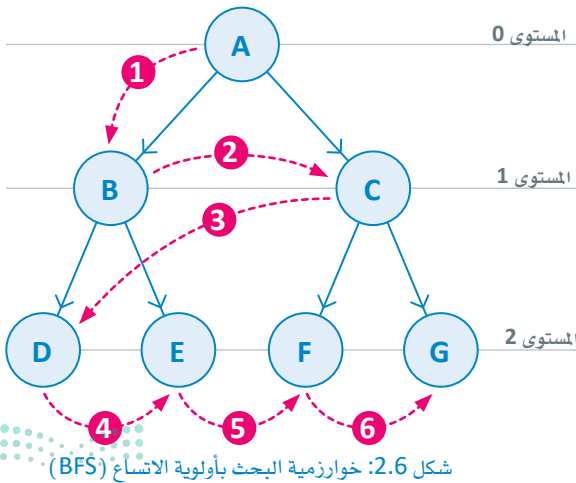 A
المستوى 0
1
2
B
C
المستوى 1
3
D
E
F
G
المستوى 2
4
5
6
شكل 2.6: خوارزمية البحث بأولوية الاتساع (BFS)